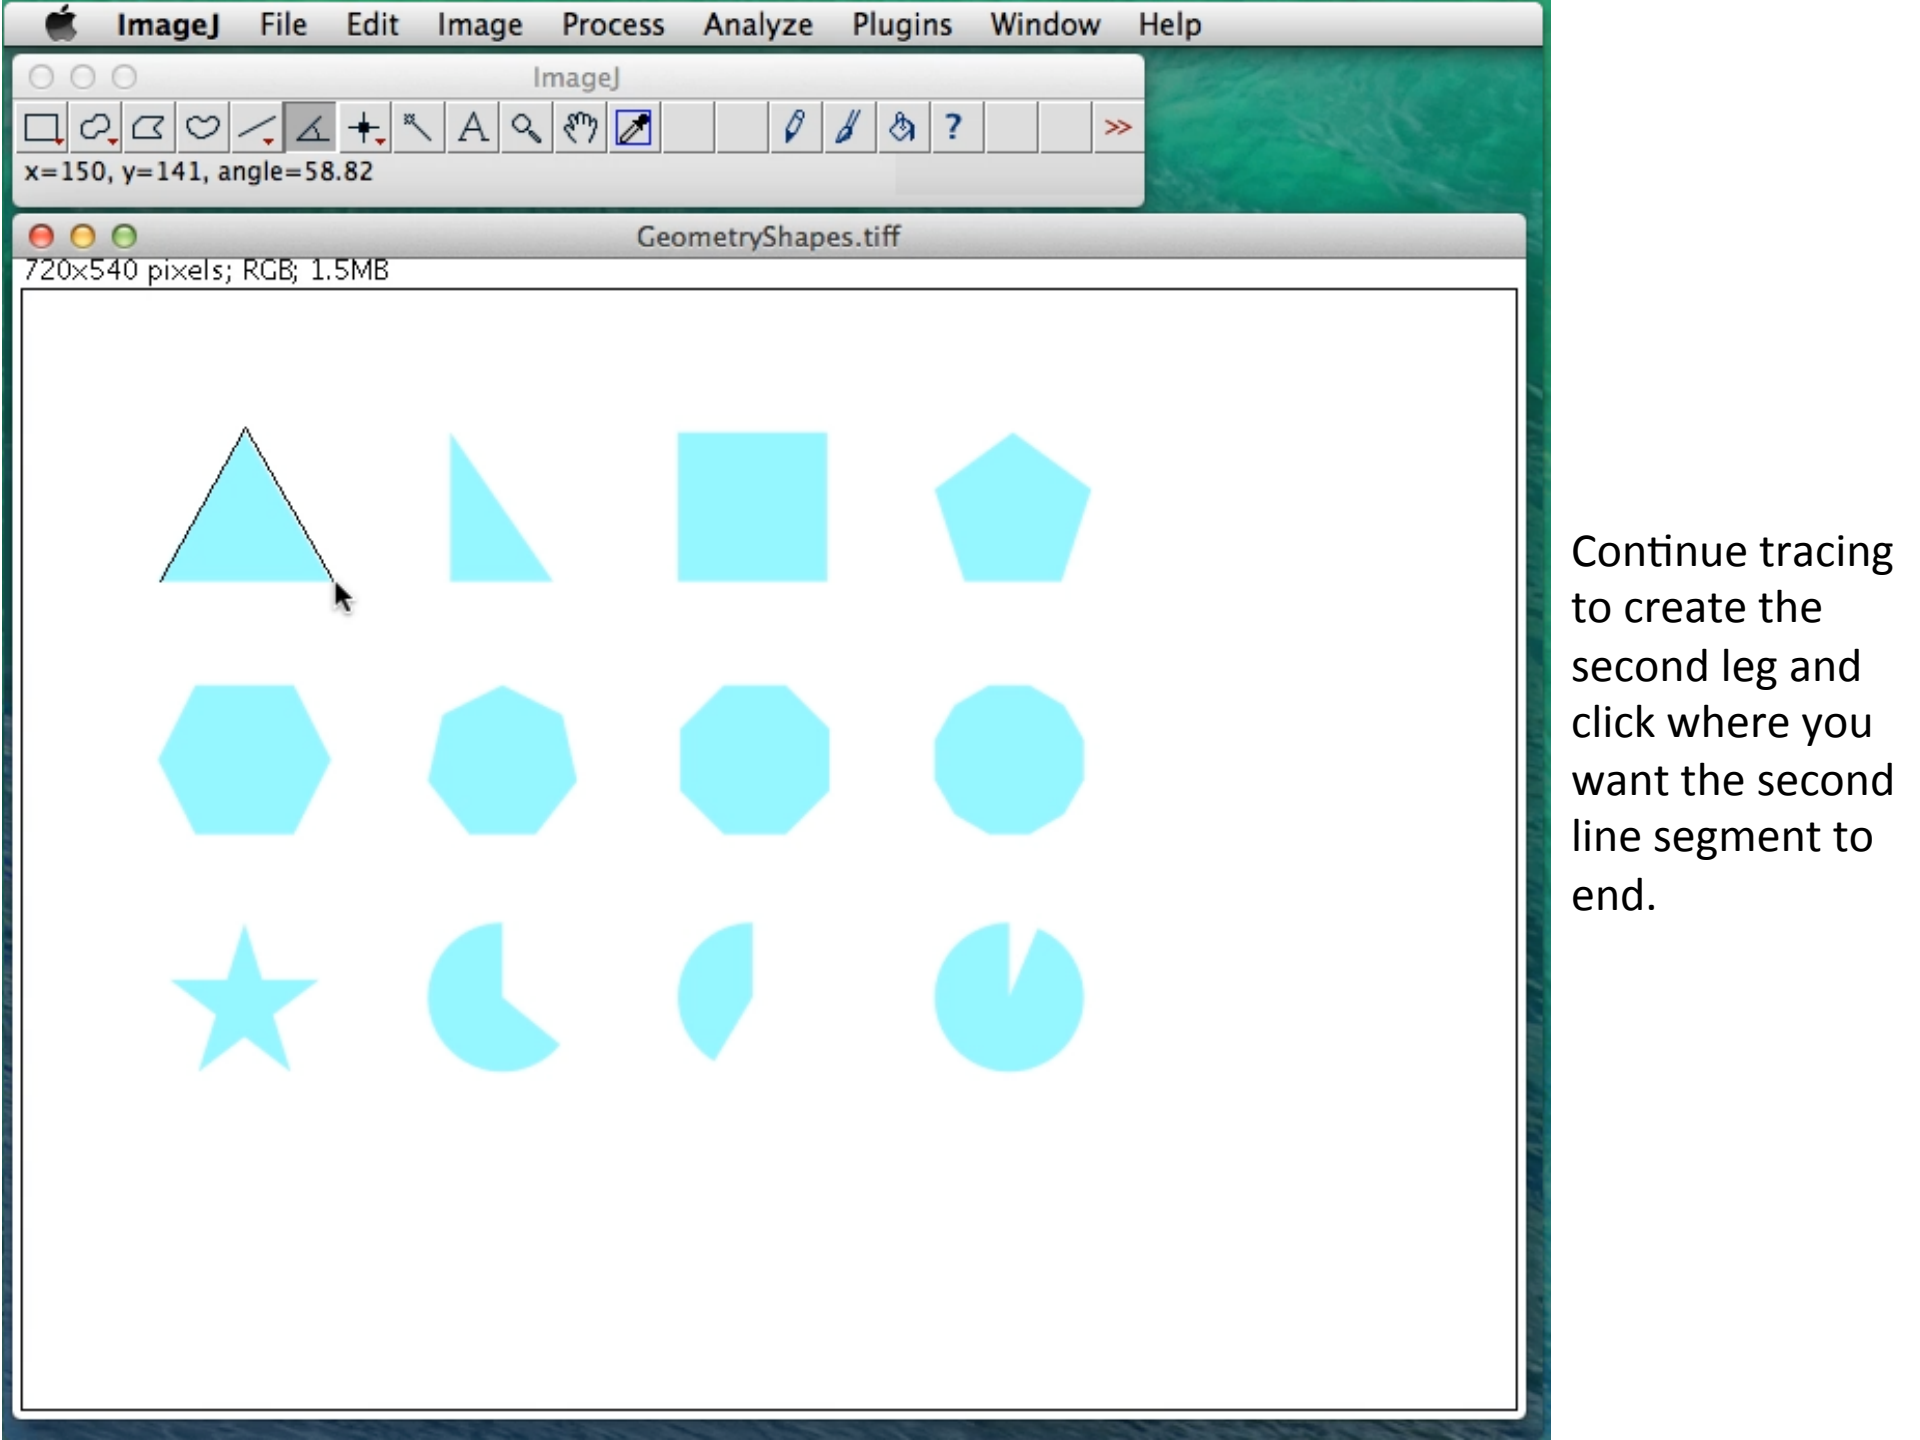 ImageJ File Edit Image Process Analyze Plugins Window Help
ImageJ
A ? >>
x=150, y=141, angle=58.82
GeometryShapes.tiff
720x540 pixels; RGB; 1.5MB
Continue tracing
to create the
second leg and
click where you
want the second
line segment to
end.